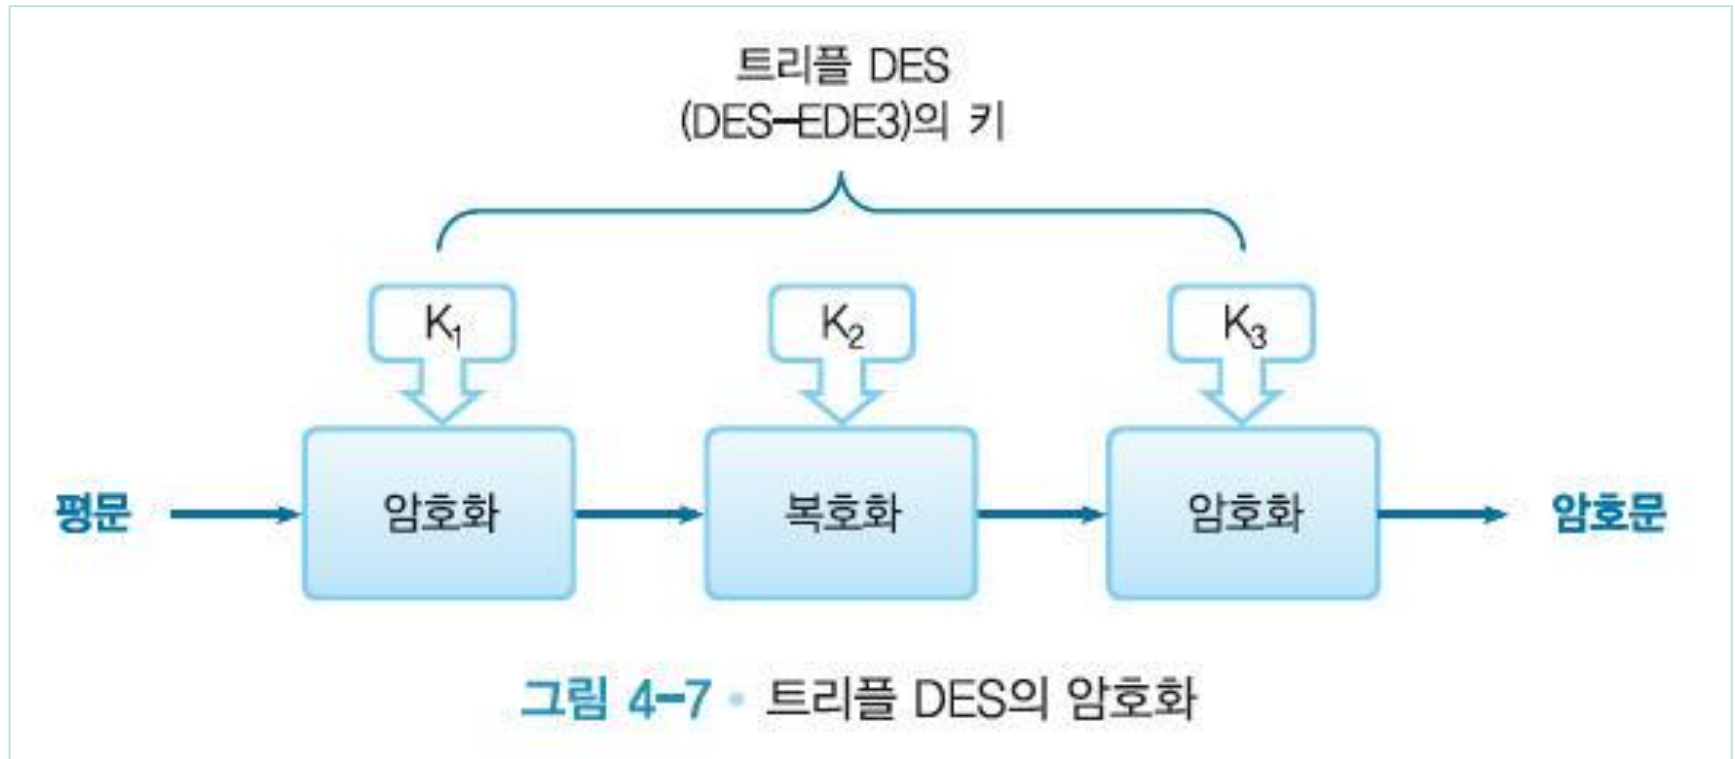 트리플 DES
(DES-EDE3)의 키
K₁ K₂ K₃
평문 암호화 복호화 암호화 암호문
그림 4-7 • 트리플 DES의 암호화